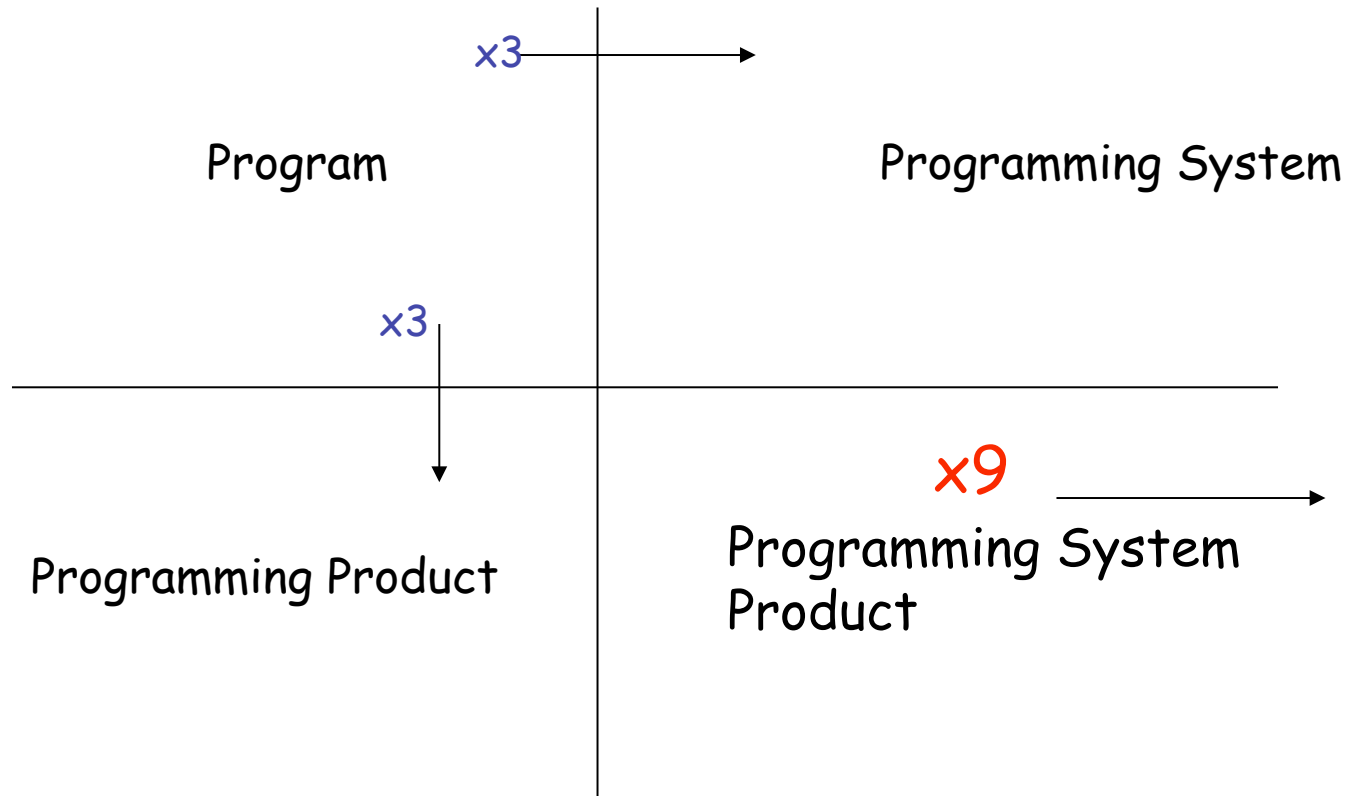 x3
Program
Programming System
x3
x9
Programming Product
Programming System
Product